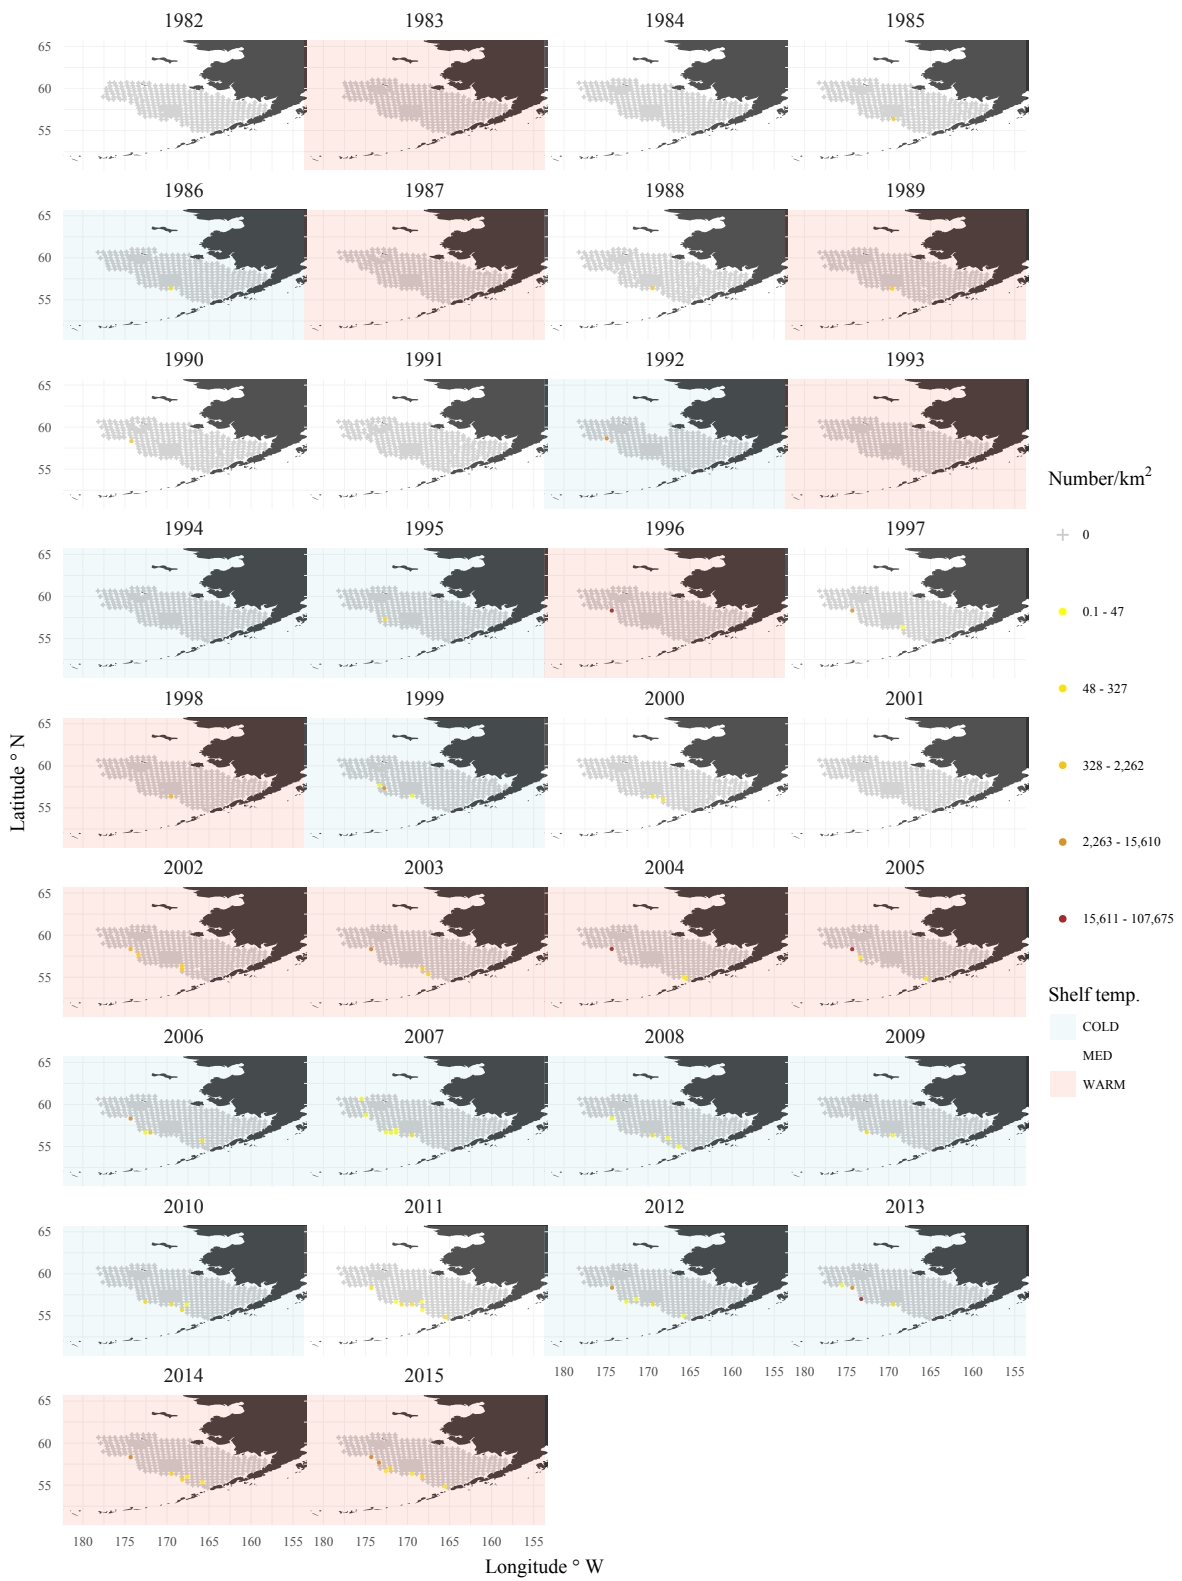 1982 1983 1984 1985
65
60
55
1986 1987 1988 1989
65
60
55
1990 1991 1992 1993
65
60
55
Number/km²
0
0.1 - 47
48 - 327
328 - 2,262
2,263 - 15,610
15,611 - 107,675
Shelf temp.
COLD
MED
WARM
1994 1995 1996 1997
65
60
55
1998 1999 2000 2001
65
60
55
Latitude ° N
2002 2003 2004 2005
65
60
55
2006 2007 2008 2009
65
60
55
2010 2011 2012 2013
65
60
55
180 175 170 165 160 155 180 175 170 165 160 155
2014 2015
65
60
55
180 175 170 165 160 155 180 175 170 165 160 155
Longitude ° W